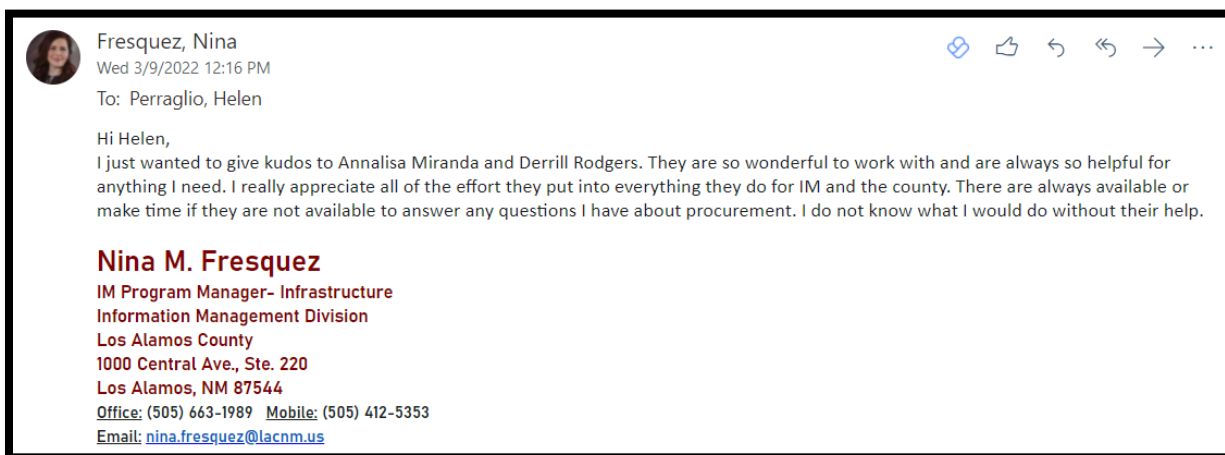 Fresquez, Nina
Wed 3/9/2022 12:16 PM
To: Perraglio, Helen
Hi Helen,
I just wanted to give kudos to Annalisa Miranda and Derrill Rodgers. They are so wonderful to work with and are always so helpful for
anything I need. I really appreciate all of the effort they put into everything they do for IM and the county. There are always available or
make time if they are not available to answer any questions I have about procurement. I do not know what I would do without their help.
Nina M. Fresquez
IM Program Manager- Infrastructure
Information Management Division
Los Alamos County
1000 Central Ave., Ste. 220
Los Alamos, NM 87544
Office: (505) 663-1989 Mobile: (505) 412-5353
Email: nina.fresquez@lacnm.us